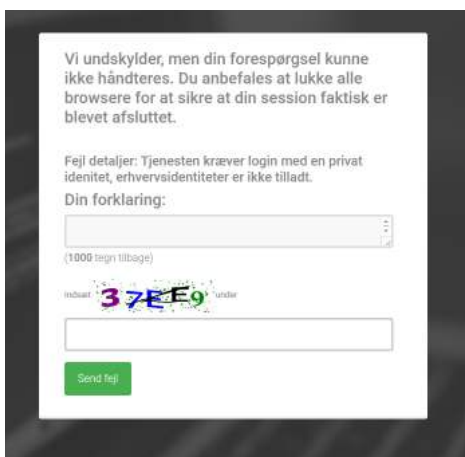 Vi undskylder, men din forespørgsel kunne
ikke håndteres. Du anbefales at lukke alle
browsere for at sikre at din session faktisk er
blevet afsluttet.
Fejl detaljer: Tjenesten kræver login med en privat
idenitet, erhvervsidentiteter er ikke tilladt.
Din forklaring:
(1000 tegn tilbage)
indsæt 37EE9 under
Send fejl